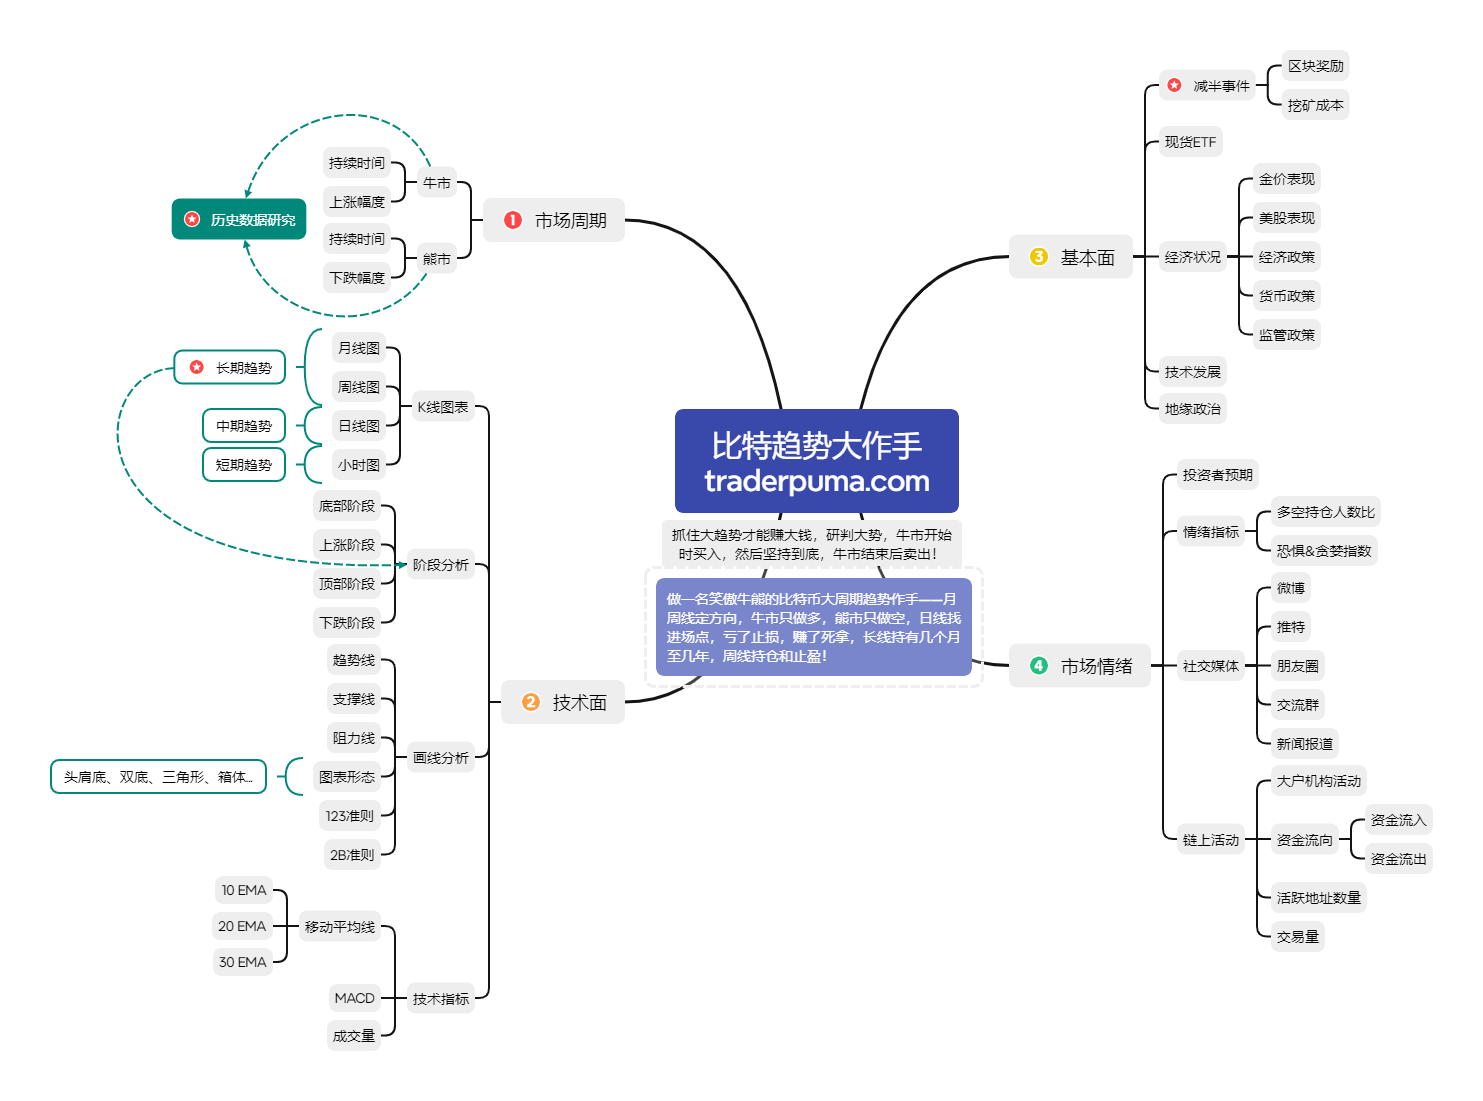 比特趋势大作手
traderpuma.com
抓住大趋势才能赚大钱，研判大势，牛市开始
时买入，然后坚持到底，牛市结束后卖出！
做一名笑傲牛熊的比特币大周期趋势作手——月
周线定方向，牛市只做多，熊市只做空，日线找
进场点，亏了止损，赚了死拿，长线持有几个月
至几年，周线持仓和止盈！
1 市场周期
牛市
持续时间
上涨幅度
熊市
持续时间
下跌幅度
历史数据研究
2 技术面
K线图表
月线图
周线图
日线图
小时图
长期趋势
中期趋势
短期趋势
阶段分析
底部阶段
上涨阶段
顶部阶段
下跌阶段
画线分析
趋势线
支撑线
阻力线
图表形态
头肩底、双底、三角形、箱体...
123准则
2B准则
技术指标
移动平均线
10 EMA
20 EMA
30 EMA
MACD
成交量
3 基本面
减半事件
区块奖励
挖矿成本
现货ETF
经济状况
金价表现
美股表现
经济政策
货币政策
监管政策
技术发展
地缘政治
4 市场情绪
投资者预期
情绪指标
多空持仓人数比
恐惧&贪婪指数
社交媒体
微博
推特
朋友圈
交流群
新闻报道
链上活动
大户机构活动
资金流向
资金流入
资金流出
活跃地址数量
交易量